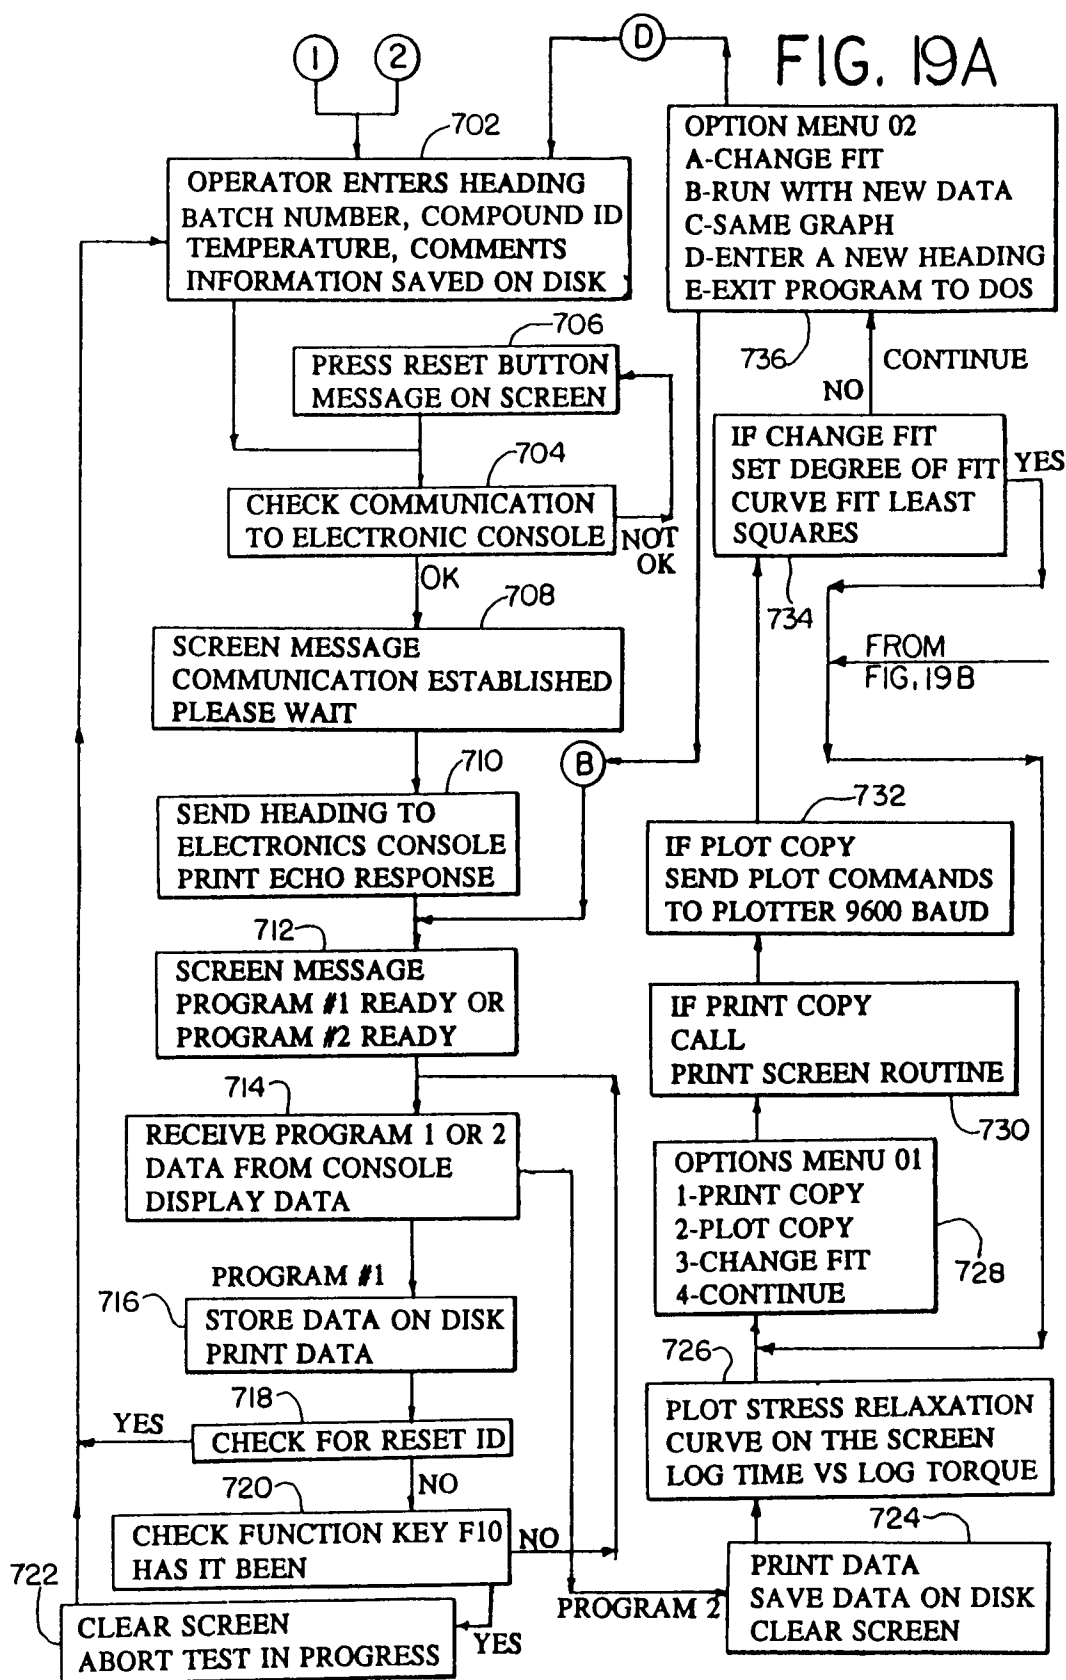 FIG. 19A
1
2
D
702
OPERATOR ENTERS HEADING
BATCH NUMBER, COMPOUND ID
TEMPERATURE, COMMENTS
INFORMATION SAVED ON DISK
706
PRESS RESET BUTTON
MESSAGE ON SCREEN
704
CHECK COMMUNICATION
TO ELECTRONIC CONSOLE
NOT
OK
OK
708
SCREEN MESSAGE
COMMUNICATION ESTABLISHED
PLEASE WAIT
710
SEND HEADING TO
ELECTRONICS CONSOLE
PRINT ECHO RESPONSE
B
712
SCREEN MESSAGE
PROGRAM #1 READY OR
PROGRAM #2 READY
714
RECEIVE PROGRAM 1 OR 2
DATA FROM CONSOLE
DISPLAY DATA
PROGRAM #1
716
STORE DATA ON DISK
PRINT DATA
718
YES
CHECK FOR RESET ID
NO
720
CHECK FUNCTION KEY F10
HAS IT BEEN
NO
722
CLEAR SCREEN
ABORT TEST IN PROGRESS
YES
PROGRAM 2
OPTION MENU 02
A-CHANGE FIT
B-RUN WITH NEW DATA
C-SAME GRAPH
D-ENTER A NEW HEADING
E-EXIT PROGRAM TO DOS
736
CONTINUE
NO
IF CHANGE FIT
SET DEGREE OF FIT
CURVE FIT LEAST
SQUARES
YES
734
FROM
FIG. 19B
732
IF PLOT COPY
SEND PLOT COMMANDS
TO PLOTTER 9600 BAUD
IF PRINT COPY
CALL
PRINT SCREEN ROUTINE
730
OPTIONS MENU 01
1-PRINT COPY
2-PLOT COPY
3-CHANGE FIT
4-CONTINUE
728
726
PLOT STRESS RELAXATION
CURVE ON THE SCREEN
LOG TIME VS LOG TORQUE
724
PRINT DATA
SAVE DATA ON DISK
CLEAR SCREEN